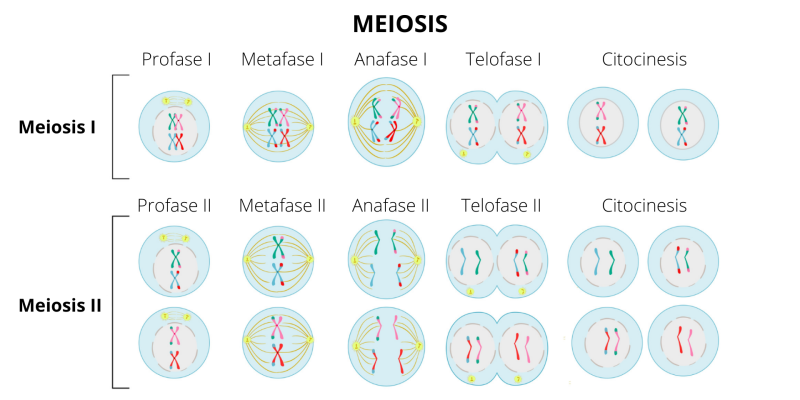 MEIOSIS
Profase I
Metafase I
Anafase I
Telofase I
Citocinesis
Meiosis I
Profase II
Metafase II
Anafase II
Telofase II
Citocinesis
Meiosis II